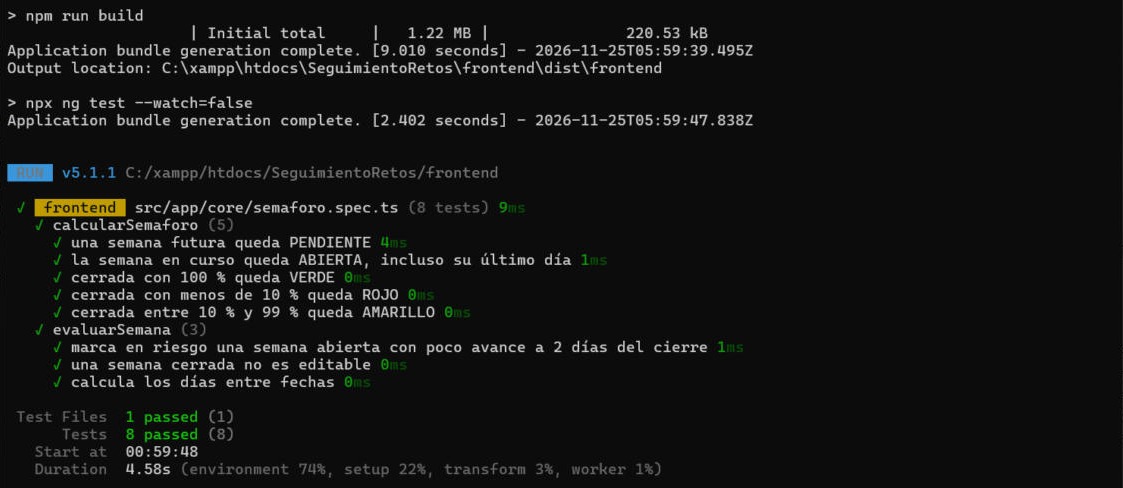 > npm run build
| Initial total | 1.22 MB | 220.53 kB
Application bundle generation complete. [9.010 seconds] - 2026-11-25T05:59:39.495Z
Output location: C:\xampp\htdocs\SeguimientoRetos\frontend\dist\frontend
> npx ng test --watch=false
Application bundle generation complete. [2.402 seconds] - 2026-11-25T05:59:47.838Z
RUN v5.1.1 C:/xampp/htdocs/SeguimientoRetos/frontend
✓ frontend src/app/core/semaforo.spec.ts (8 tests) 9ms
✓ calcularSemaforo (5)
✓ una semana futura queda PENDIENTE 4ms
✓ la semana en curso queda ABIERTA, incluso su último día 1ms
✓ cerrada con 100 % queda VERDE 0ms
✓ cerrada con menos de 10 % queda ROJO 0ms
✓ cerrada entre 10 % y 99 % queda AMARILLO 0ms
✓ evaluarSemana (3)
✓ marca en riesgo una semana abierta con poco avance a 2 días del cierre 1ms
✓ una semana cerrada no es editable 0ms
✓ calcula los días entre fechas 0ms
Test Files 1 passed (1)
Tests 8 passed (8)
Start at 00:59:48
Duration 4.58s (environment 74%, setup 22%, transform 3%, worker 1%)